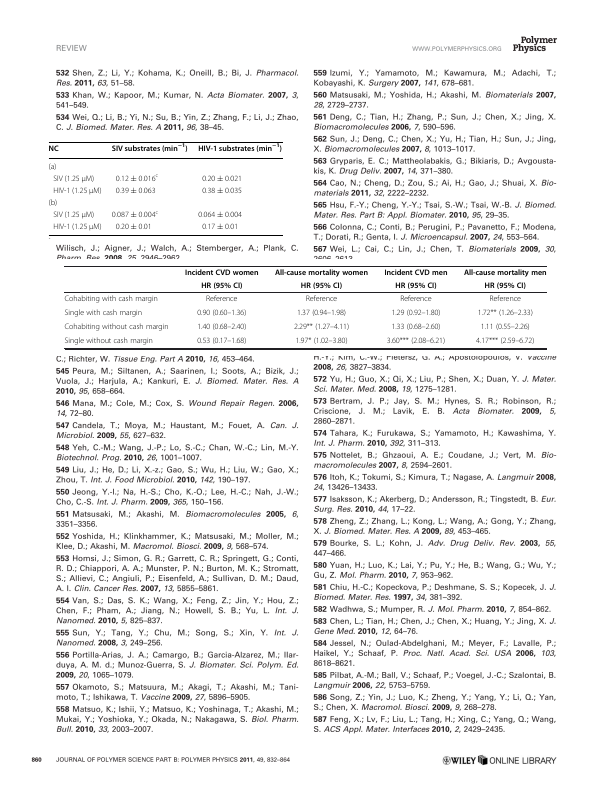 REVIEW
WWW.POLYMERPHYSICS.ORG
Polymer
Physics
532 Shen, Z.; Li, Y.; Kohama, K.; Oneill, B.; Bi, J. Pharmacol.
Res. 2011, 63, 51–58.
533 Khan, W.; Kapoor, M.; Kumar, N. Acta Biomater. 2007, 3,
541–549.
534 Wei, Q.; Li, B.; Yi, N.; Su, B.; Yin, Z.; Zhang, F.; Li, J.; Zhao,
C. J. Biomed. Mater. Res. A 2011, 96, 38–45.
NC SIV substrates (min−1) HIV-1 substrates (min−1)
(a)
SIV (1.25 µM) 0.12 ± 0.016c 0.20 ± 0.021
HIV-1 (1.25 µM) 0.39 ± 0.063 0.38 ± 0.035
(b)
SIV (1.25 µM) 0.087 ± 0.004c 0.064 ± 0.004
HIV-1 (1.25 µM) 0.20 ± 0.01 0.17 ± 0.01
Wilisch, J.; Aigner, J.; Walch, A.; Stemberger, A.; Plank, C.
Pharm. Res. 2008, 25, 2946–2962.
Incident CVD women All-cause mortality women Incident CVD men All-cause mortality men
HR (95% CI) HR (95% CI) HR (95% CI) HR (95% CI)
Cohabiting with cash margin Reference Reference Reference Reference
Single with cash margin 0.90 (0.60–1.36) 1.37 (0.94–1.98) 1.29 (0.92–1.80) 1.72** (1.26–2.33)
Cohabiting without cash margin 1.40 (0.68–2.40) 2.29** (1.27–4.11) 1.33 (0.68–2.60) 1.11 (0.55–2.26)
Single without cash margin 0.53 (0.17–1.68) 1.97* (1.02–3.80) 3.60*** (2.08–6.21) 4.17*** (2.59–6.72)
C.; Richter, W. Tissue Eng. Part A 2010, 16, 453–464.
545 Peura, M.; Siltanen, A.; Saarinen, I.; Soots, A.; Bizik, J.;
Vuola, J.; Harjula, A.; Kankuri, E. J. Biomed. Mater. Res. A
2010, 95, 658–664.
546 Mana, M.; Cole, M.; Cox, S. Wound Repair Regen. 2006,
14, 72–80.
547 Candela, T.; Moya, M.; Haustant, M.; Fouet, A. Can. J.
Microbiol. 2009, 55, 627–632.
548 Yeh, C.-M.; Wang, J.-P.; Lo, S.-C.; Chan, W.-C.; Lin, M.-Y.
Biotechnol. Prog. 2010, 26, 1001–1007.
549 Liu, J.; He, D.; Li, X.-z.; Gao, S.; Wu, H.; Liu, W.; Gao, X.;
Zhou, T. Int. J. Food Microbiol. 2010, 142, 190–197.
550 Jeong, Y.-I.; Na, H.-S.; Cho, K.-O.; Lee, H.-C.; Nah, J.-W.;
Cho, C.-S. Int. J. Pharm. 2009, 365, 150–156.
551 Matsusaki, M.; Akashi, M. Biomacromolecules 2005, 6,
3351–3356.
552 Yoshida, H.; Klinkhammer, K.; Matsusaki, M.; Moller, M.;
Klee, D.; Akashi, M. Macromol. Biosci. 2009, 9, 568–574.
553 Homsi, J.; Simon, G. R.; Garrett, C. R.; Springett, G.; Conti,
R. D.; Chiappori, A. A.; Munster, P. N.; Burton, M. K.; Stromatt,
S.; Allievi, C.; Angiuli, P.; Eisenfeld, A.; Sullivan, D. M.; Daud,
A. I. Clin. Cancer Res. 2007, 13, 5855–5861.
554 Van, S.; Das, S. K.; Wang, X.; Feng, Z.; Jin, Y.; Hou, Z.;
Chen, F.; Pham, A.; Jiang, N.; Howell, S. B.; Yu, L. Int. J.
Nanomed. 2010, 5, 825–837.
555 Sun, Y.; Tang, Y.; Chu, M.; Song, S.; Xin, Y. Int. J.
Nanomed. 2008, 3, 249–256.
556 Portilla-Arias, J. A.; Camargo, B.; Garcia-Alzarez, M.; Ilar-
duya, A. M. d.; Munoz-Guerra, S. J. Biomater. Sci. Polym. Ed.
2009, 20, 1065–1079.
557 Okamoto, S.; Matsuura, M.; Akagi, T.; Akashi, M.; Tani-
moto, T.; Ishikawa, T. Vaccine 2009, 27, 5896–5905.
558 Matsuo, K.; Ishii, Y.; Matsuo, K.; Yoshinaga, T.; Akashi, M.;
Mukai, Y.; Yoshioka, Y.; Okada, N.; Nakagawa, S. Biol. Pharm.
Bull. 2010, 33, 2003–2007.
559 Izumi, Y.; Yamamoto, M.; Kawamura, M.; Adachi, T.;
Kobayashi, K. Surgery 2007, 141, 678–681.
560 Matsusaki, M.; Yoshida, H.; Akashi, M. Biomaterials 2007,
28, 2729–2737.
561 Deng, C.; Tian, H.; Zhang, P.; Sun, J.; Chen, X.; Jing, X.
Biomacromolecules 2006, 7, 590–596.
562 Sun, J.; Deng, C.; Chen, X.; Yu, H.; Tian, H.; Sun, J.; Jing,
X. Biomacromolecules 2007, 8, 1013–1017.
563 Gryparis, E. C.; Mattheolabakis, G.; Bikiaris, D.; Avgousta-
kis, K. Drug Deliv. 2007, 14, 371–380.
564 Cao, N.; Cheng, D.; Zou, S.; Ai, H.; Gao, J.; Shuai, X. Bio-
materials 2011, 32, 2222–2232.
565 Hsu, F.-Y.; Cheng, Y.-Y.; Tsai, S.-W.; Tsai, W.-B. J. Biomed.
Mater. Res. Part B: Appl. Biomater. 2010, 95, 29–35.
566 Colonna, C.; Conti, B.; Perugini, P.; Pavanetto, F.; Modena,
T.; Dorati, R.; Genta, I. J. Microencapsul. 2007, 24, 553–564.
567 Wei, L.; Cai, C.; Lin, J.; Chen, T. Biomaterials 2009, 30,
2606–2613.
H.-Y.; Kim, C.-W.; Pietersz, G. A.; Apostolopoulos, V. Vaccine
2008, 26, 3827–3834.
572 Yu, H.; Guo, X.; Qi, X.; Liu, P.; Shen, X.; Duan, Y. J. Mater.
Sci. Mater. Med. 2008, 19, 1275–1281.
573 Bertram, J. P.; Jay, S. M.; Hynes, S. R.; Robinson, R.;
Criscione, J. M.; Lavik, E. B. Acta Biomater. 2009, 5,
2860–2871.
574 Tahara, K.; Furukawa, S.; Yamamoto, H.; Kawashima, Y.
Int. J. Pharm. 2010, 392, 311–313.
575 Nottelet, B.; Ghzaoui, A. E.; Coudane, J.; Vert, M. Bio-
macromolecules 2007, 8, 2594–2601.
576 Itoh, K.; Tokumi, S.; Kimura, T.; Nagase, A. Langmuir 2008,
24, 13426–13433.
577 Isaksson, K.; Akerberg, D.; Andersson, R.; Tingstedt, B. Eur.
Surg. Res. 2010, 44, 17–22.
578 Zheng, Z.; Zhang, L.; Kong, L.; Wang, A.; Gong, Y.; Zhang,
X. J. Biomed. Mater. Res. A 2009, 89, 453–465.
579 Bourke, S. L.; Kohn, J. Adv. Drug Deliv. Rev. 2003, 55,
447–466.
580 Yuan, H.; Luo, K.; Lai, Y.; Pu, Y.; He, B.; Wang, G.; Wu, Y.;
Gu, Z. Mol. Pharm. 2010, 7, 953–962.
581 Chiu, H.-C.; Kopeckova, P.; Deshmane, S. S.; Kopecek, J. J.
Biomed. Mater. Res. 1997, 34, 381–392.
582 Wadhwa, S.; Mumper, R. J. Mol. Pharm. 2010, 7, 854–862.
583 Chen, L.; Tian, H.; Chen, J.; Chen, X.; Huang, Y.; Jing, X. J.
Gene Med. 2010, 12, 64–76.
584 Jessel, N.; Oulad-Abdelghani, M.; Meyer, F.; Lavalle, P.;
Haikel, Y.; Schaaf, P. Proc. Natl. Acad. Sci. USA 2006, 103,
8618–8621.
585 Pilbat, A.-M.; Ball, V.; Schaaf, P.; Voegel, J.-C.; Szalontai, B.
Langmuir 2006, 22, 5753–5759.
586 Song, Z.; Yin, J.; Luo, K.; Zheng, Y.; Yang, Y.; Li, Q.; Yan,
S.; Chen, X. Macromol. Biosci. 2009, 9, 268–278.
587 Feng, X.; Lv, F.; Liu, L.; Tang, H.; Xing, C.; Yang, Q.; Wang,
S. ACS Appl. Mater. Interfaces 2010, 2, 2429–2435.
860 JOURNAL OF POLYMER SCIENCE PART B: POLYMER PHYSICS 2011, 49, 832–864
WILEY ONLINE LIBRARY